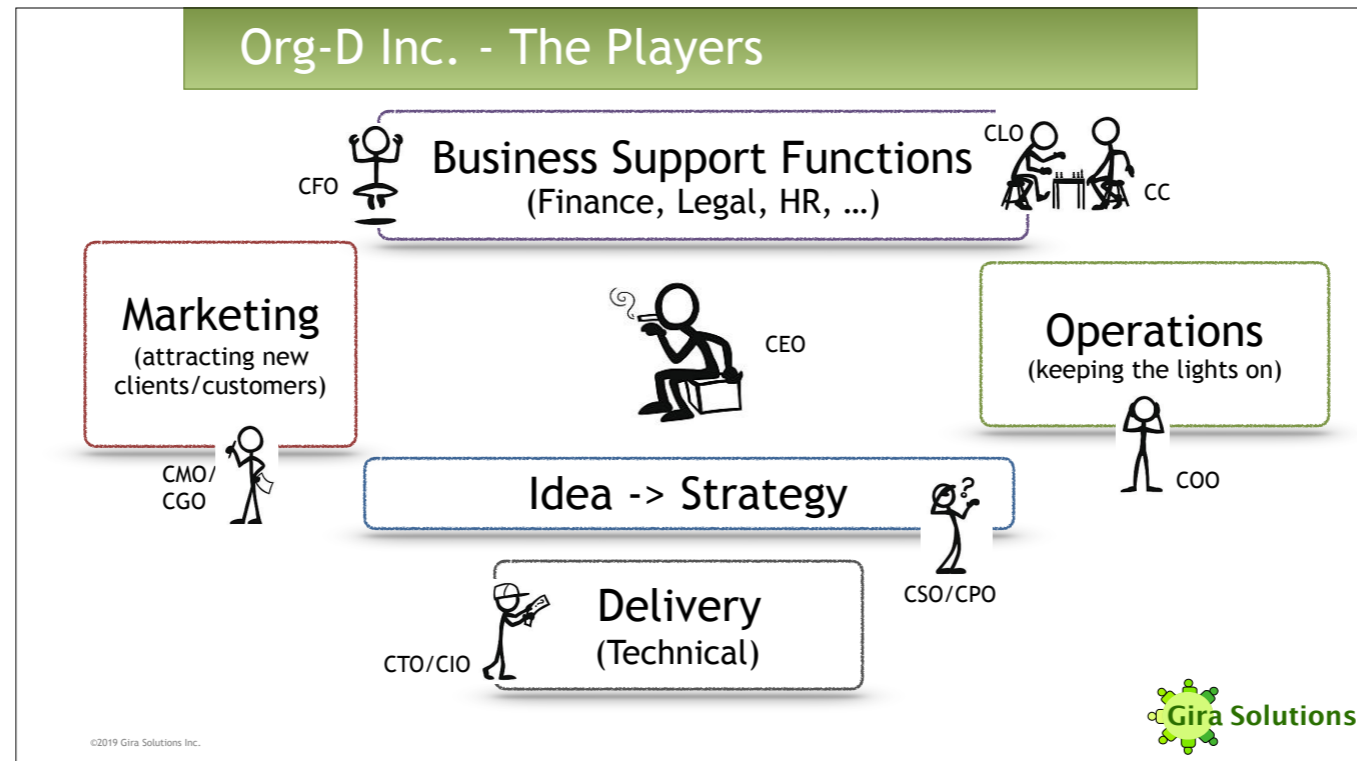 Org-D Inc. - The Players
Business Support Functions
(Finance, Legal, HR, …)
CFO
CLO
CC
Marketing
(attracting new
clients/customers)
CMO/
CGO
CEO
Operations
(keeping the lights on)
COO
Idea -> Strategy
?
CSO/CPO
Delivery
(Technical)
CTO/CIO
Gira Solutions
©2019 Gira Solutions Inc.